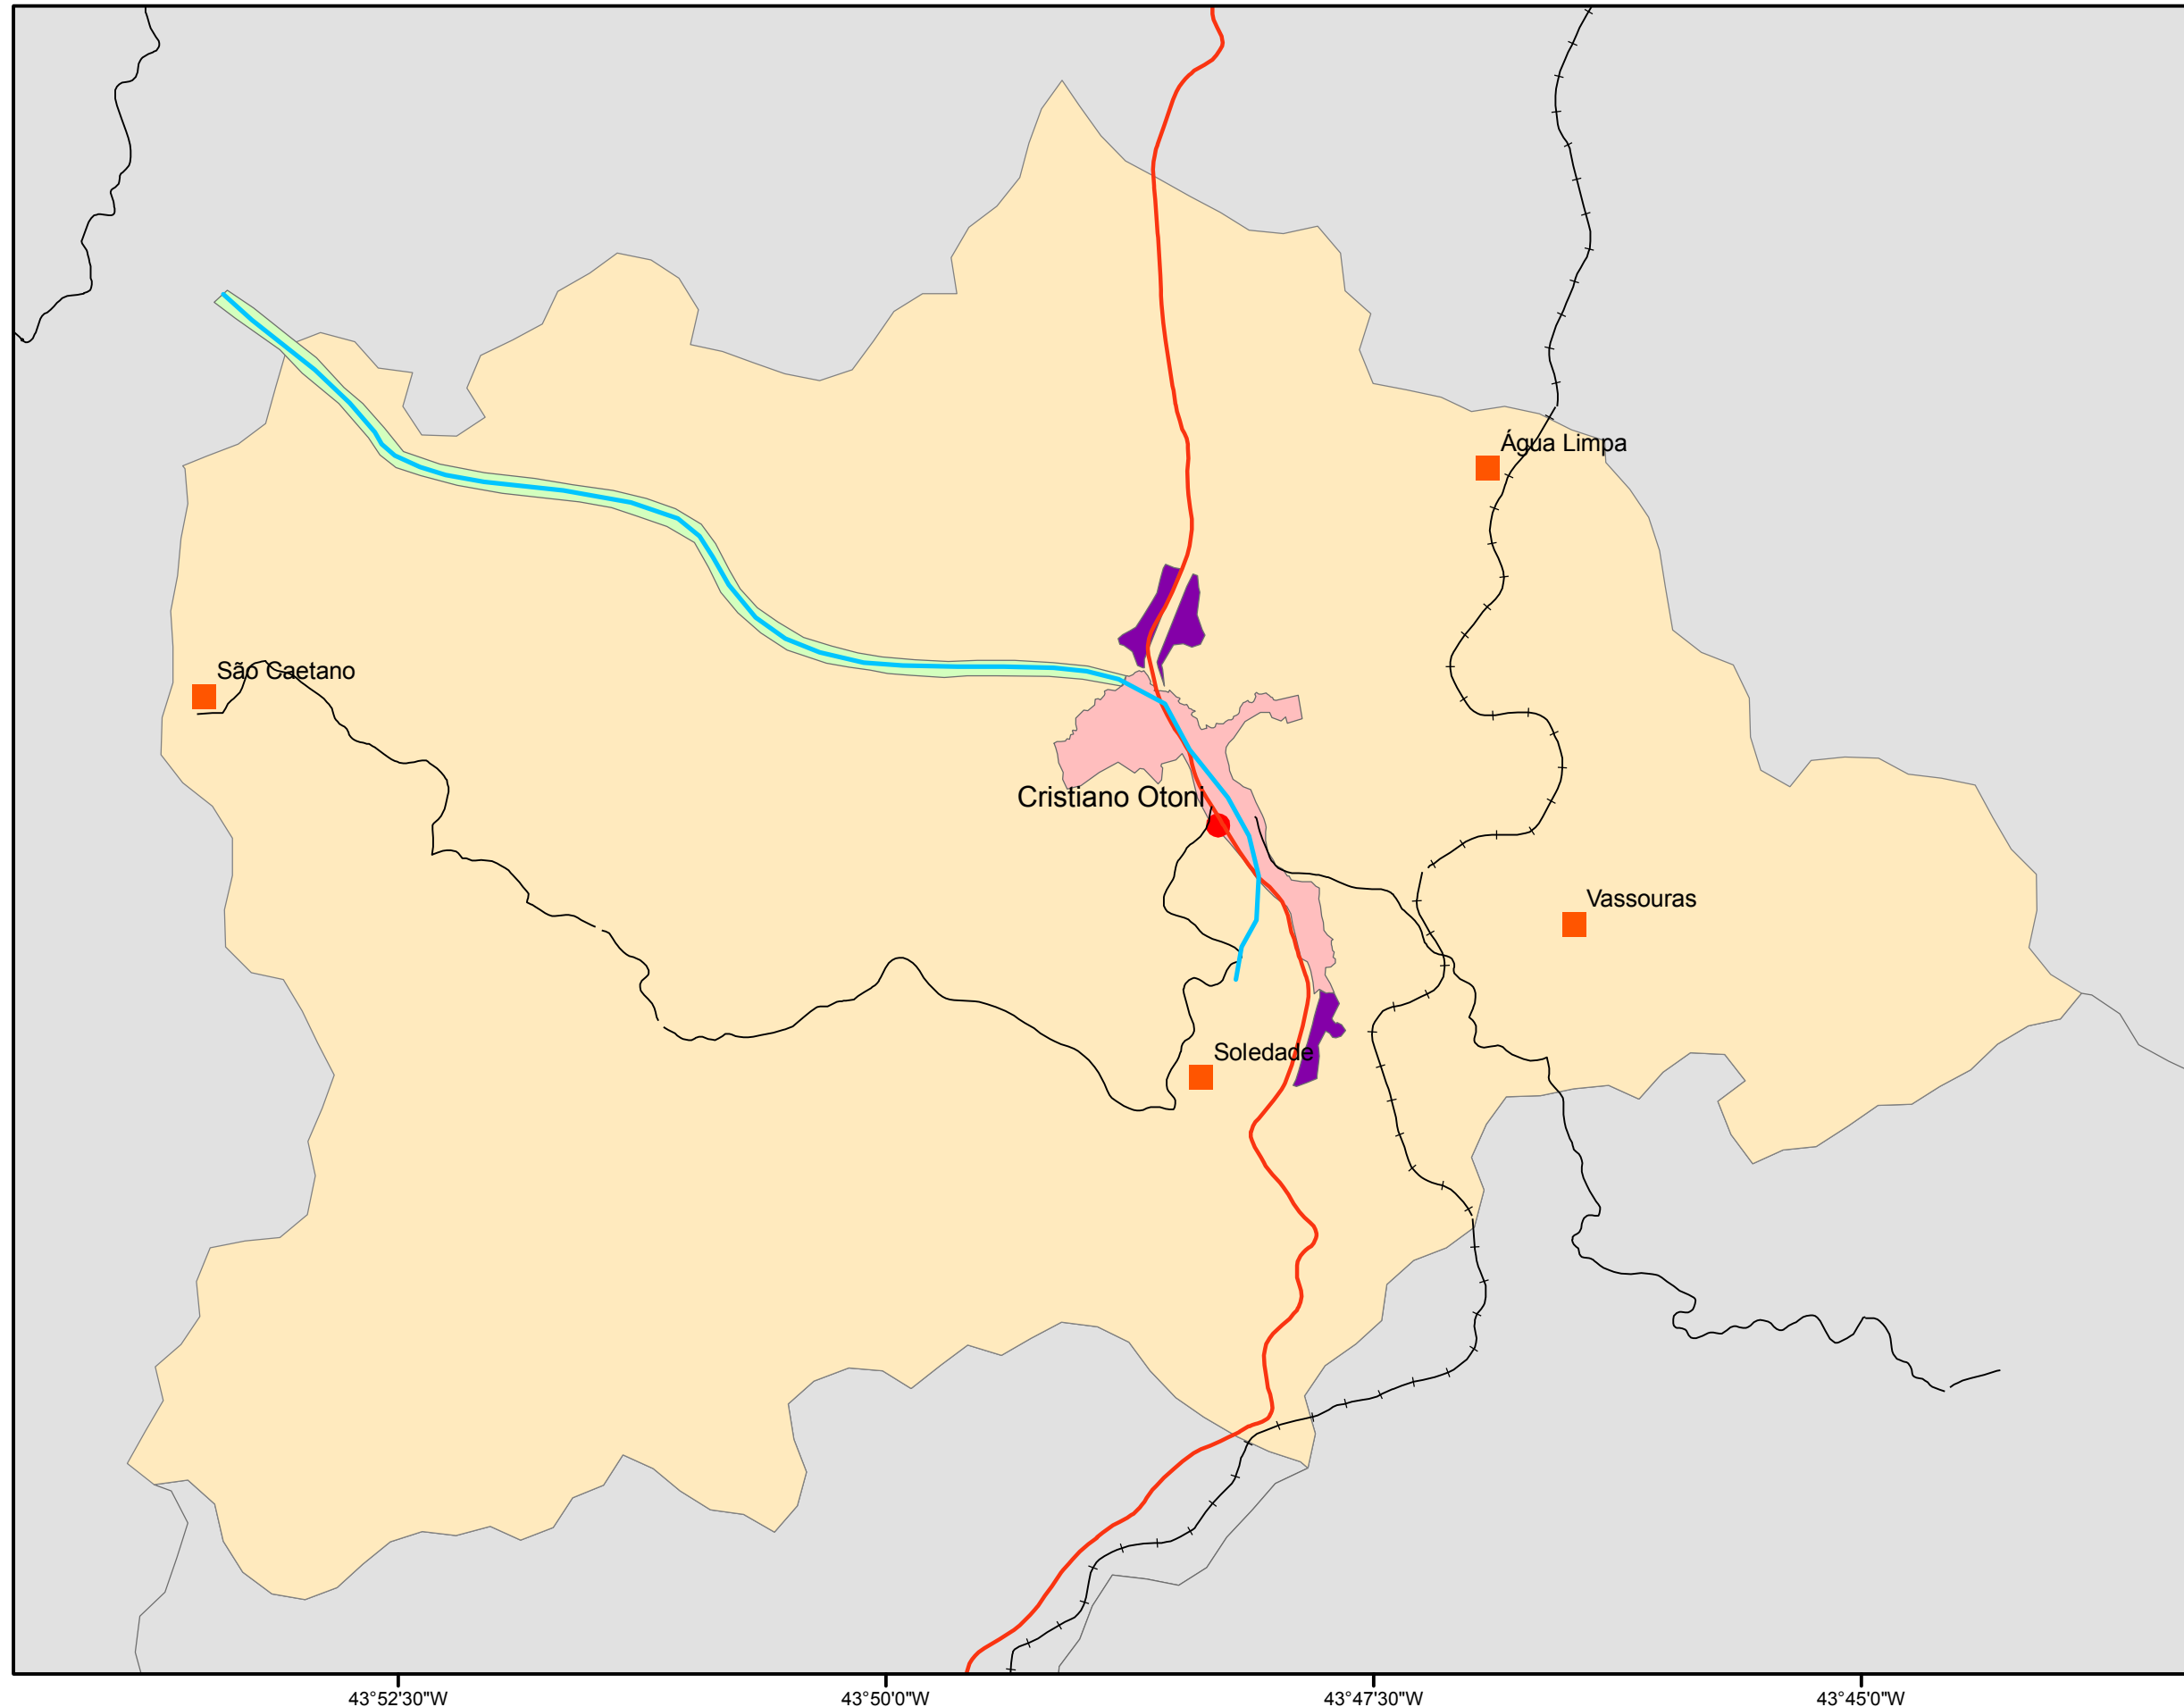 Água Limpa
São Caetano
Cristiano Otoni
Vassouras
Soledade
43°52'30"W
43°50'0"W
43°47'30"W
43°45'0"W